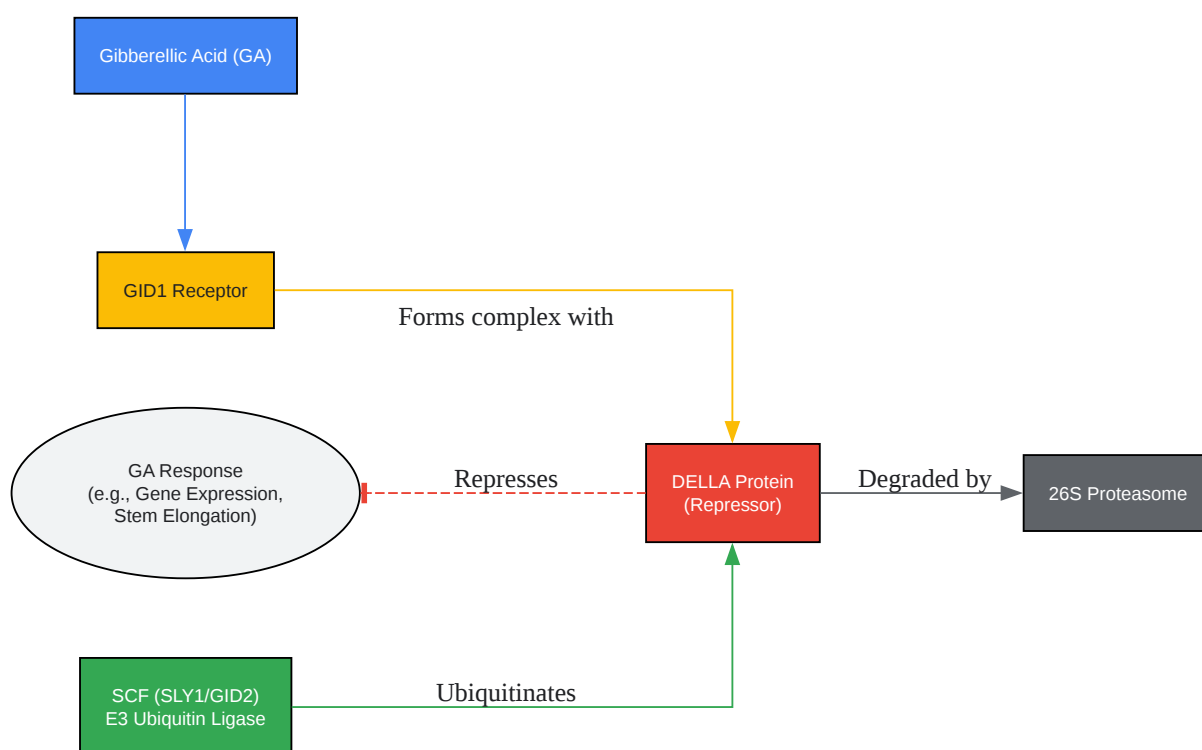 Gibberellic Acid (GA)
GID1 Receptor
Forms complex with
GA Response
(e.g., Gene Expression,
Stem Elongation)
Represses
DELLA Protein
(Repressor)
Degraded by
26S Proteasome
SCF (SLY1/GID2)
E3 Ubiquitin Ligase
Ubiquitinates